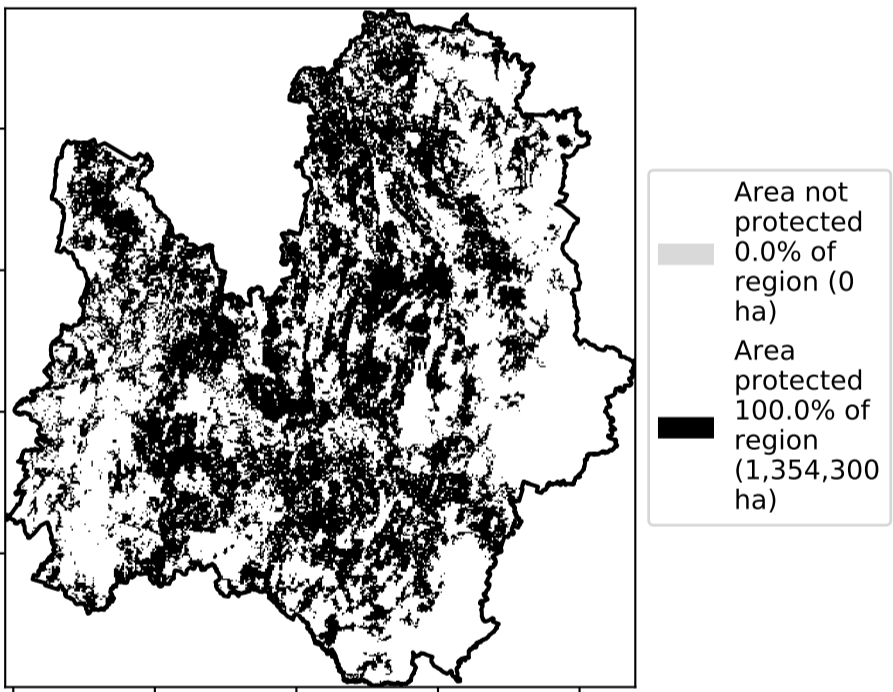 Area not
protected
0.0% of
region (0
ha)
Area
protected
100.0% of
region
(1,354,300
ha)